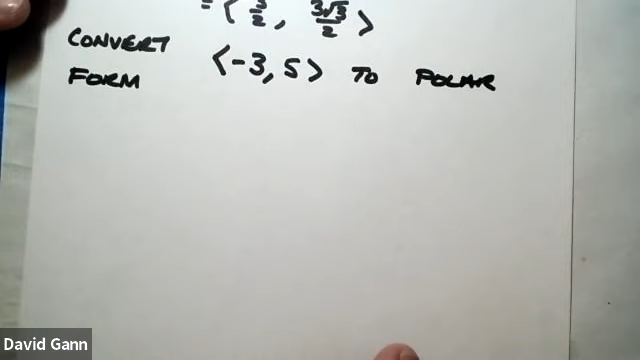 = < 3/2, 3√3/2 >
CONVERT <-3, 5> TO POLAR
FORM
David Gann